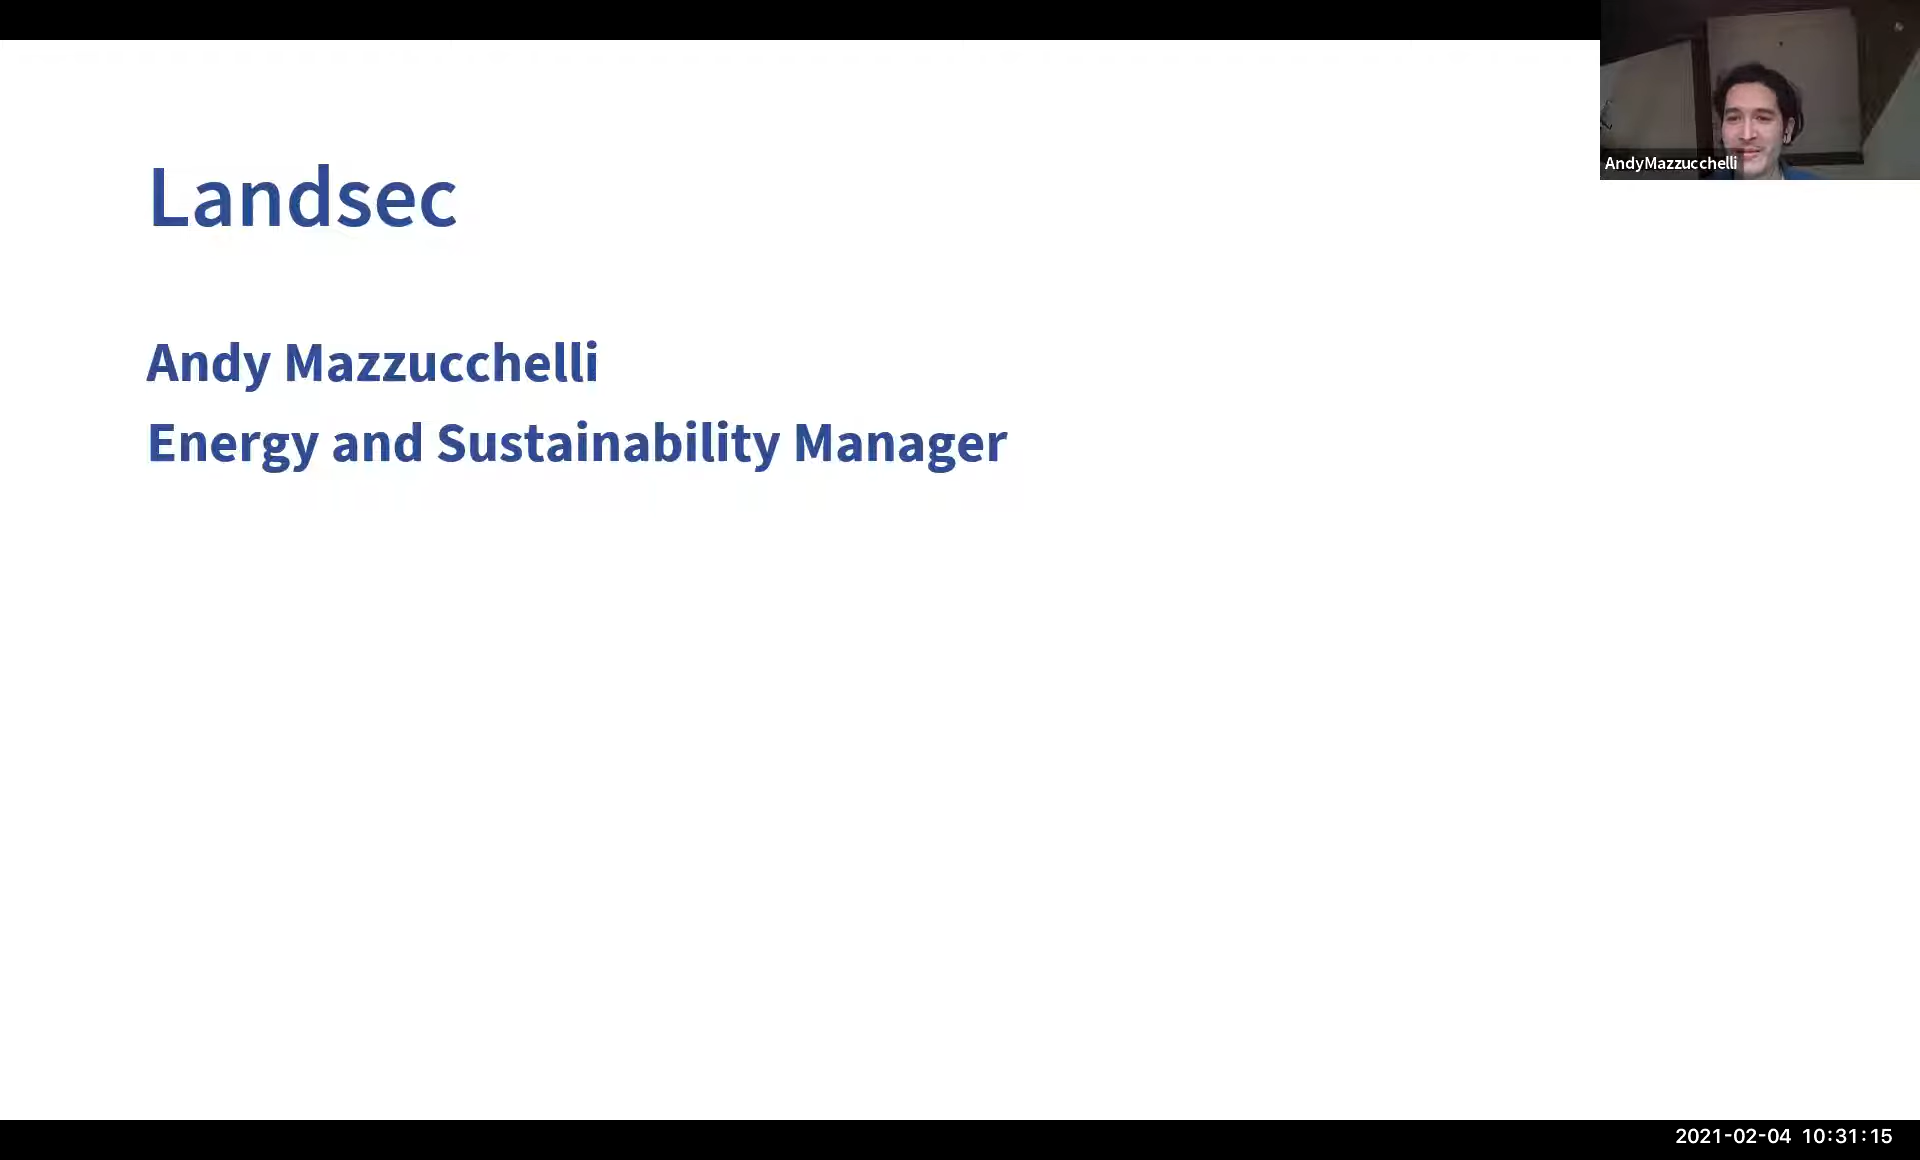 Landsec
AndyMazzucchelli
Andy Mazzucchelli
Energy and Sustainability Manager
2021-02-04 10:31:15